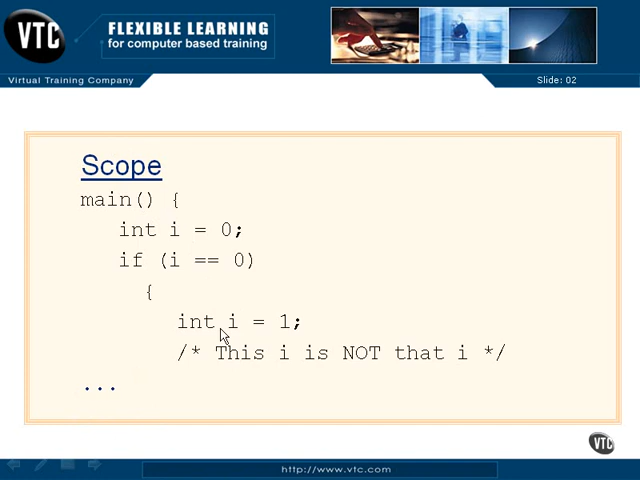 VTC
FLEXIBLE LEARNING
for computer based training
Virtual Training Company
Slide: 02
Scope
main() {
int i = 0;
if (i == 0)
{
int i = 1;
/* This i is NOT that i */
...
VTC
http://www.vtc.com